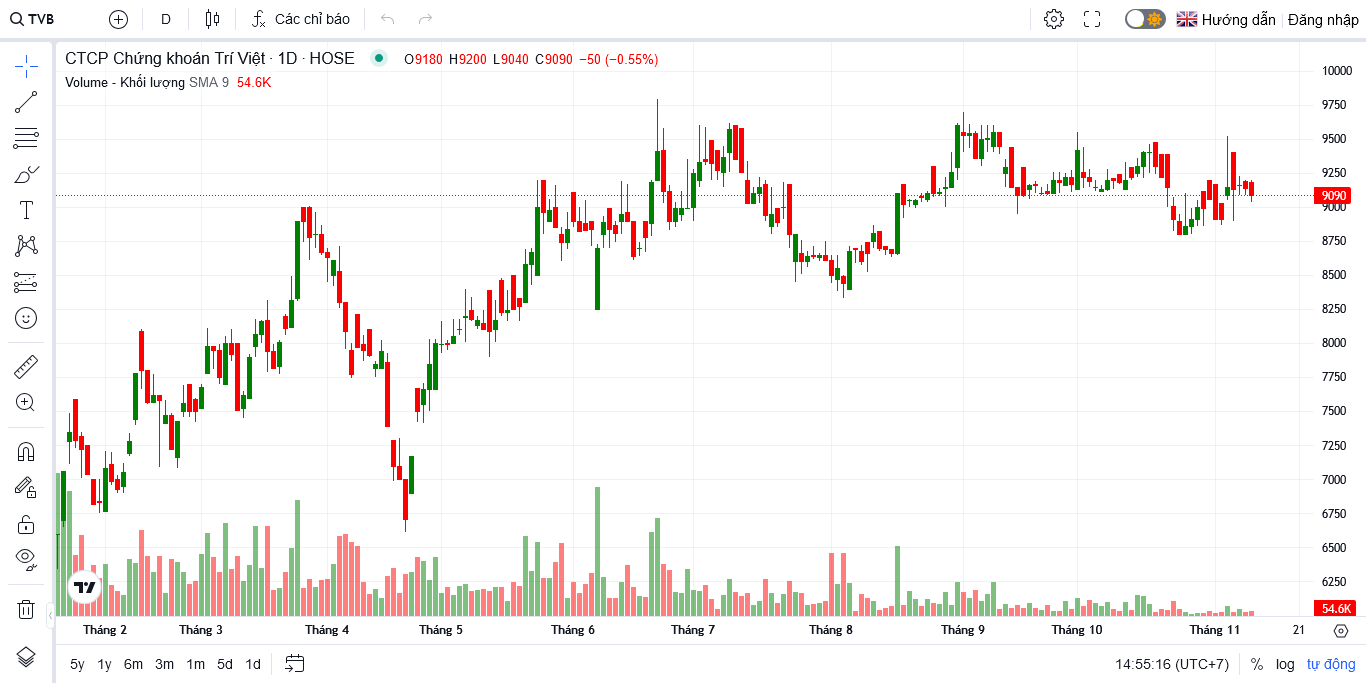 TVB D Các chỉ báo Hướng dẫn Đăng nhập
CTCP Chứng khoán Trí Việt · 1D · HOSE O9180 H9200 L9040 C9090 −50 (−0.55%)
Volume - Khối lượng SMA 9 54.6K
10000
9750
9500
9250
9090
9000
8750
8500
8250
8000
7750
7500
7250
7000
6750
6500
6250
54.6K
Tháng 2 Tháng 3 Tháng 4 Tháng 5 Tháng 6 Tháng 7 Tháng 8 Tháng 9 Tháng 10 Tháng 11 21
5y 1y 6m 3m 1m 5d 1d 14:55:16 (UTC+7) % log tự động